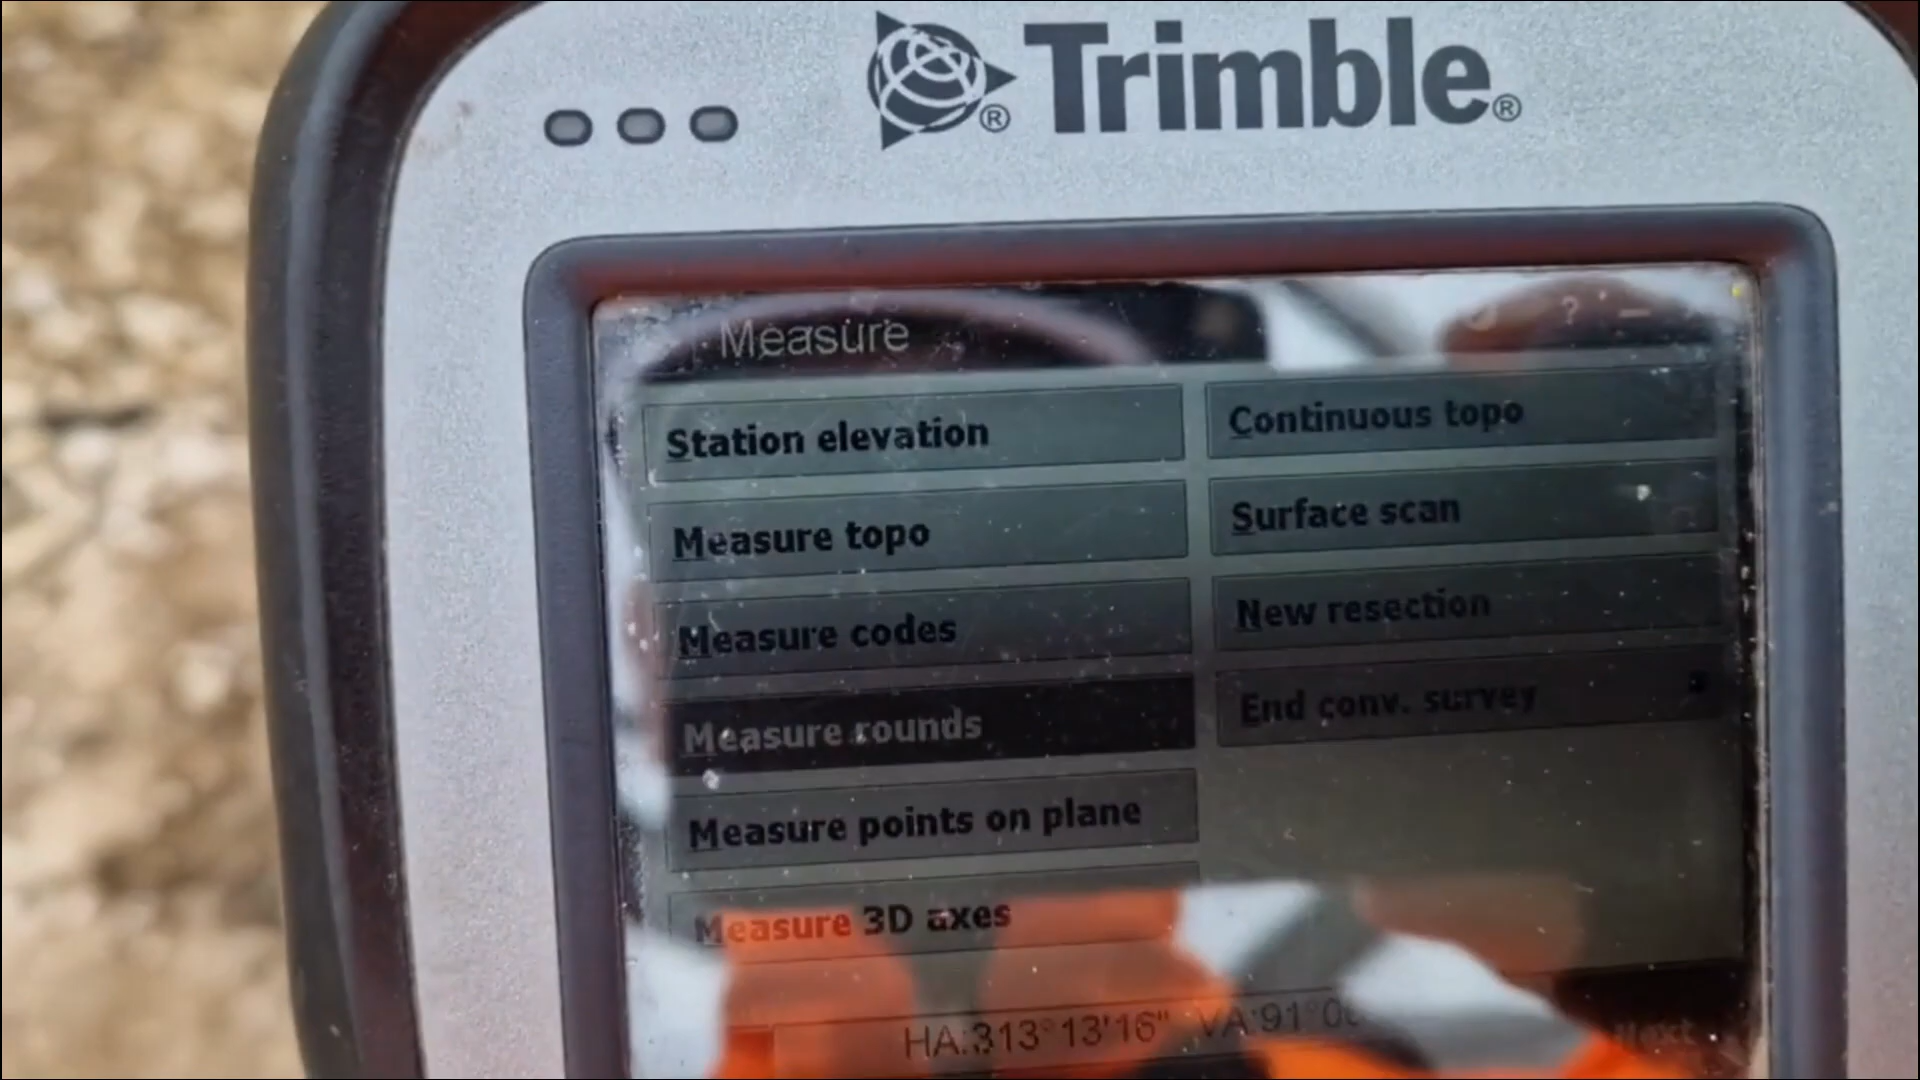 Trimble®
Measure
?
Station elevation
Measure topo
Measure codes
Measure rounds
Measure points on plane
Measure 3D axes
Continuous topo
Surface scan
New resection
End conv. survey
HA:313°13'16" VA:91°
Next